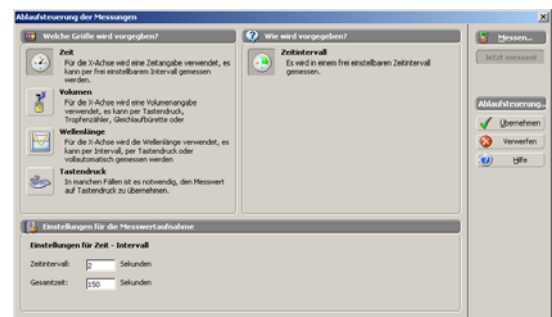 Ablaufsteuerung der Messungen
Welche Größe wird vorgegben?
Zeit
Für die X-Achse wird eine Zeitangabe verwendet, es
kann per frei einstellbarem Intervall gemessen
werden.
Volumen
Für die X-Achse wird eine Volumenangabe
verwendet, es kann per Tastendruck,
Tropfenzähler, Gleichlaufbürette oder
Wellenlänge
Für die X-Achse wird die Wellenlänge verwendet, es
kann per Interval, per Tastendruck oder
vollautomatisch gemessen werden
Tastendruck
In manchen Fällen ist es notwendig, den Messwert
auf Tastendruck zu übernehmen.
Wie wird vorgegeben?
Zeitintervall
Es wird in einem frei einstellbaren Zeitintervall
gemessen.
Einstellungen für die Messwertaufnahme
Einstellungen für Zeit - Intervall
Zeitintervall: 2 Sekunden
Gesamtzeit: 150 Sekunden
Messen...
Jetzt messen!
Ablaufsteuerung...
Übernehmen
Verwerfen
Hilfe